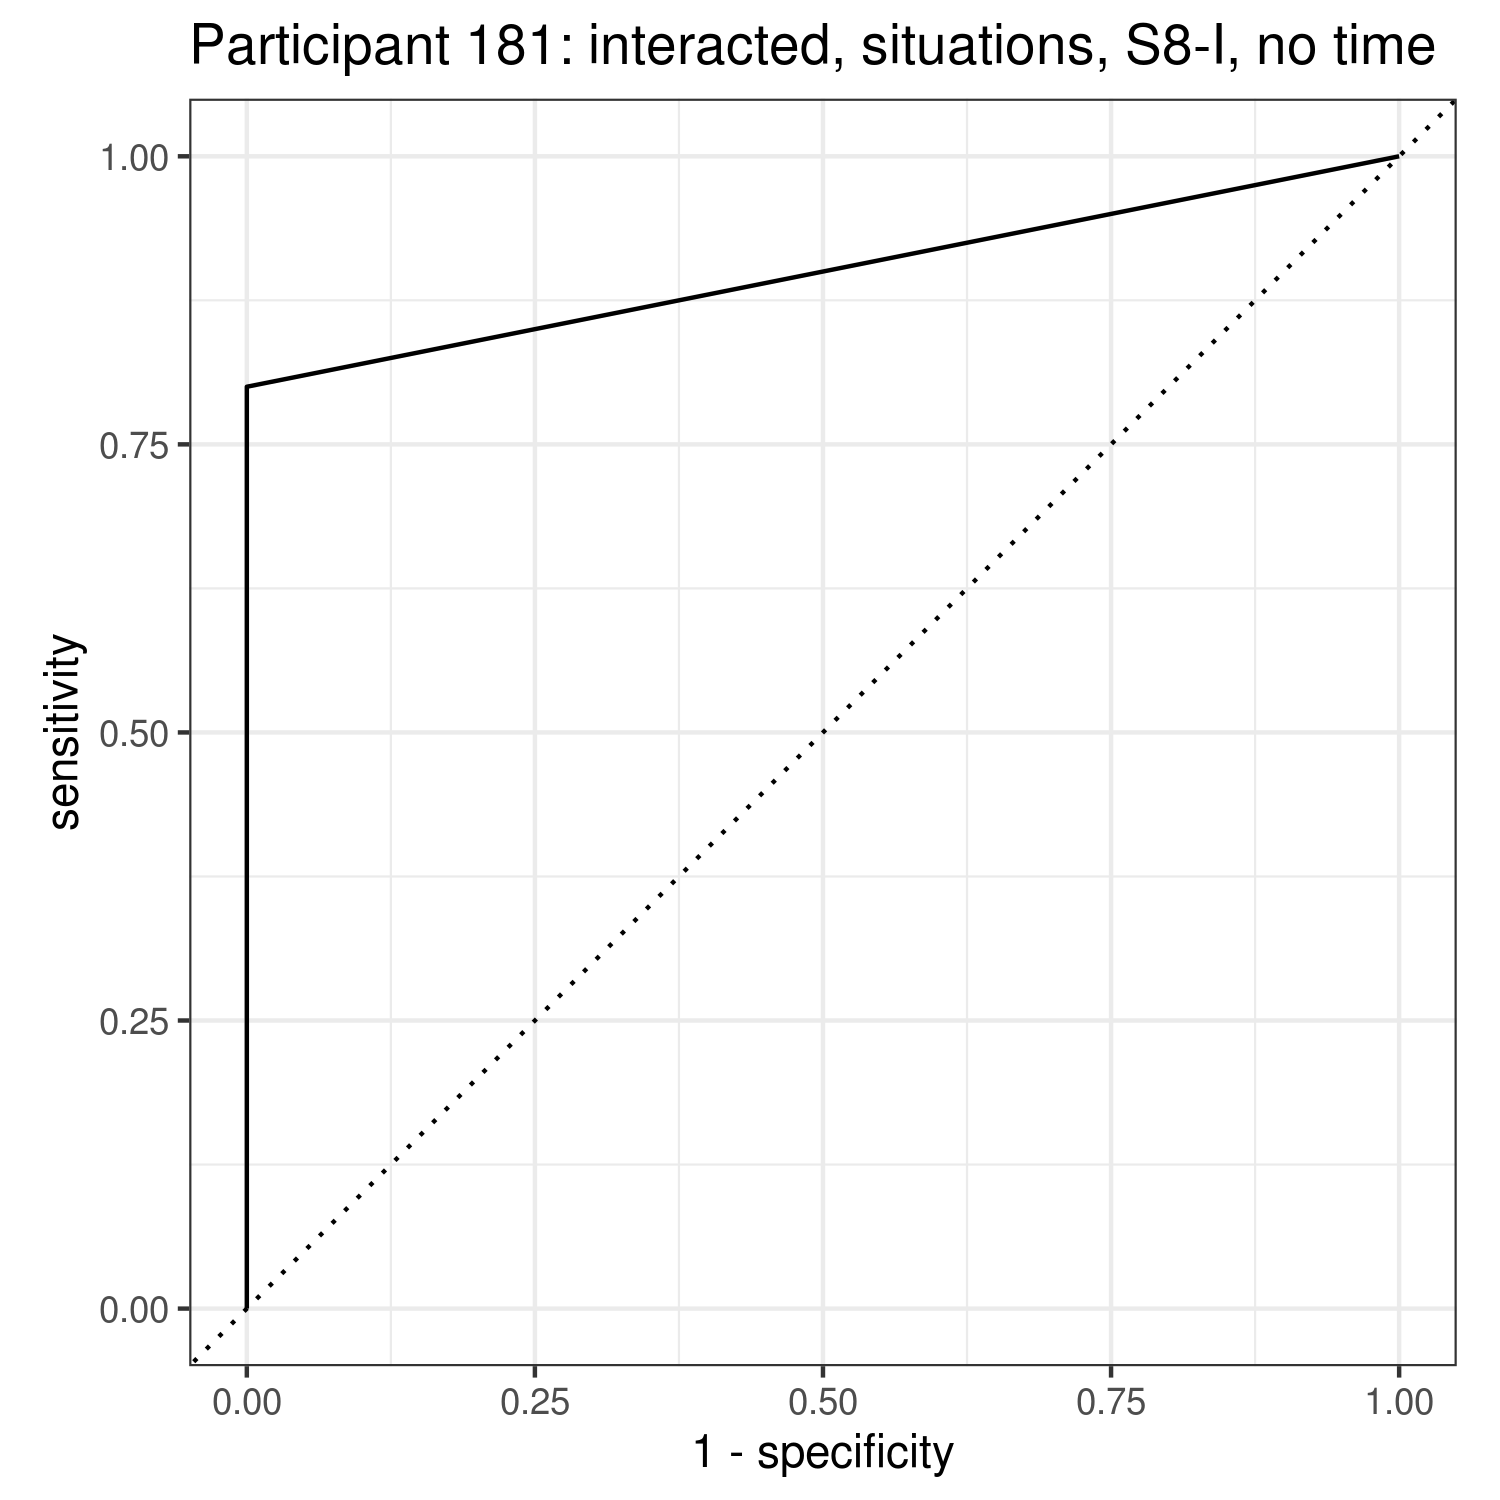 Participant 181: interacted, situations, S8-I, no time
1.00
0.75
0.50
0.25
0.00
sensitivity
0.00 0.25 0.50 0.75 1.00
1 - specificity